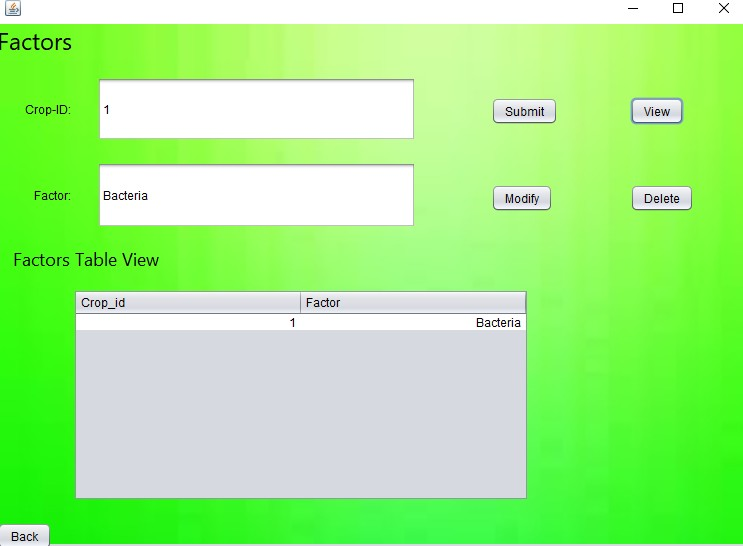 Factors
Crop-ID: 1 Submit View
Factor: Bacteria Modify Delete
Factors Table View
Crop_id Factor
1 Bacteria
Back